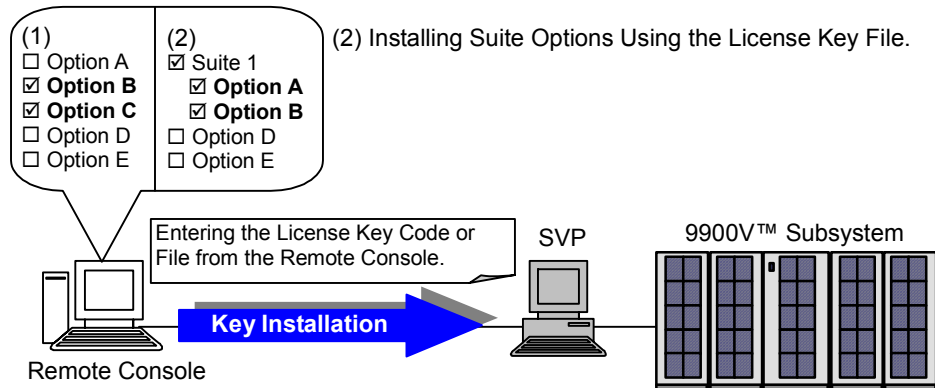 (1)
☐ Option A
☑ Option B
☑ Option C
☐ Option D
☐ Option E
(2)
☑ Suite 1
☑ Option A
☑ Option B
☐ Option D
☐ Option E
(2) Installing Suite Options Using the License Key File.
Entering the License Key Code or
File from the Remote Console.
SVP
9900V™ Subsystem
Key Installation
Remote Console